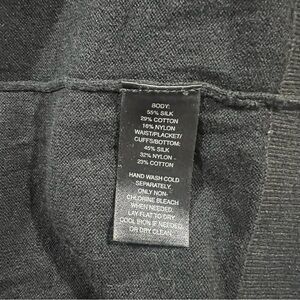 BODY:
55% SILK
29% COTTON
16% NYLON
WAIST/PLACKET/
CUFFS/BOTTOM:
45% SILK
32% NYLON
23% COTTON
HAND WASH COLD
SEPARATELY.
ONLY NON-
CHLORINE BLEACH
WHEN NEEDED.
LAY FLAT TO DRY.
COOL IRON IF NEEDED
OR DRY CLEAN.